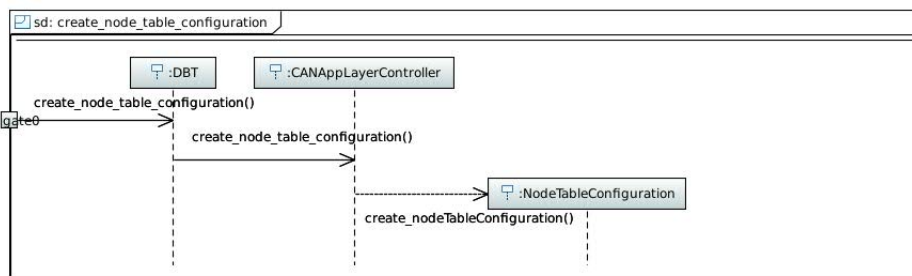 sd: create_node_table_configuration
:DBT
:CANAppLayerController
create_node_table_configuration()
gate0
create_node_table_configuration()
:NodeTableConfiguration
create_nodeTableConfiguration()